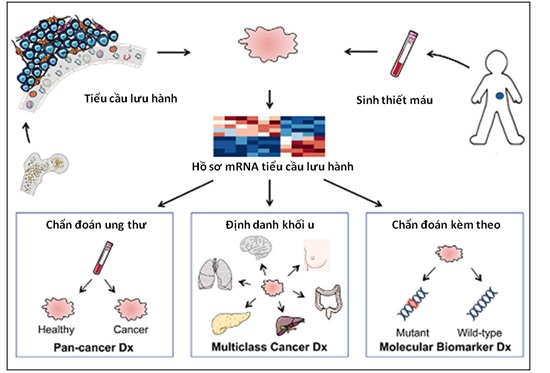 Tiểu cầu lưu hành
Sinh thiết máu
Hồ sơ mRNA tiểu cầu lưu hành
Chẩn đoán ung thư
Healthy
Cancer
Pan-cancer Dx
Định danh khối u
Multiclass Cancer Dx
Chẩn đoán kèm theo
Mutant
Wild-type
Molecular Biomarker Dx